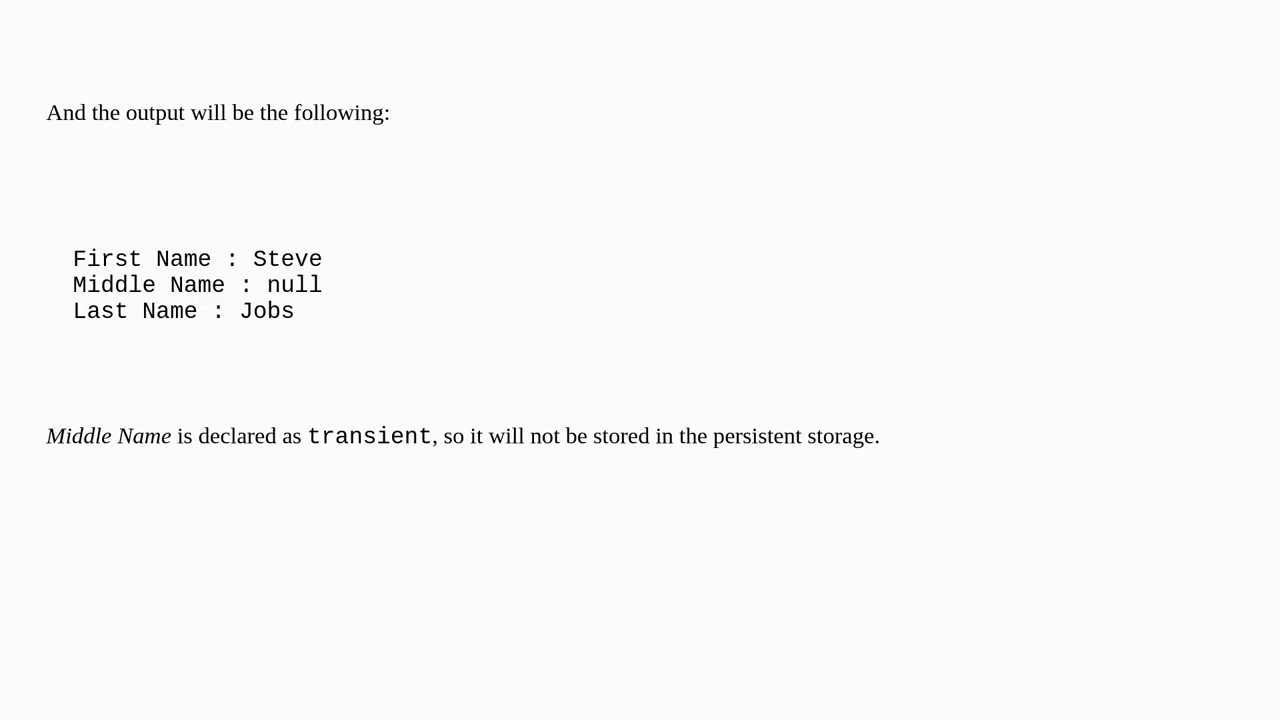 And the output will be the following:
First Name : Steve
Middle Name : null
Last Name : Jobs
Middle Name is declared as transient, so it will not be stored in the persistent storage.